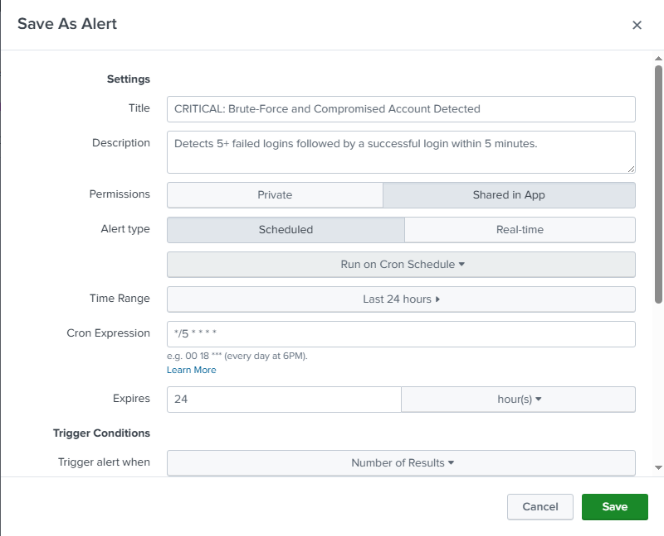 Save As Alert
×
Settings
Title CRITICAL: Brute-Force and Compromised Account Detected
Description Detects 5+ failed logins followed by a successful login within 5 minutes.
Permissions Private Shared in App
Alert type Scheduled Real-time
Run on Cron Schedule
Time Range Last 24 hours
Cron Expression */5 * * * *
e.g. 00 18 *** (every day at 6PM).
Learn More
Expires 24 hour(s)
Trigger Conditions
Trigger alert when Number of Results
Cancel Save